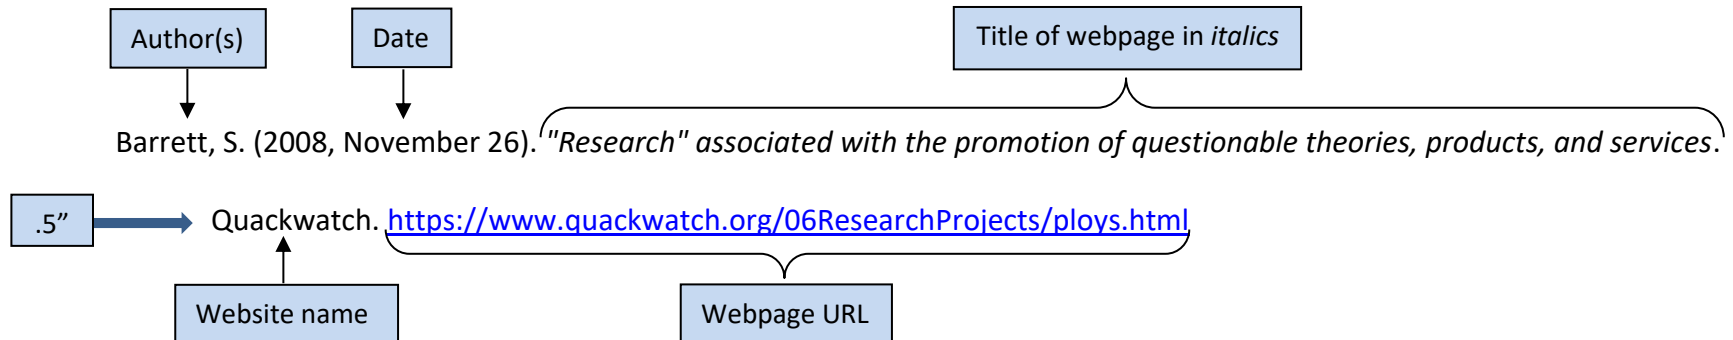 Author(s)
Date
Title of webpage in italics
Barrett, S. (2008, November 26). "Research" associated with the promotion of questionable theories, products, and services.
.5”
Quackwatch. https://www.quackwatch.org/06ResearchProjects/ploys.html
Website name
Webpage URL